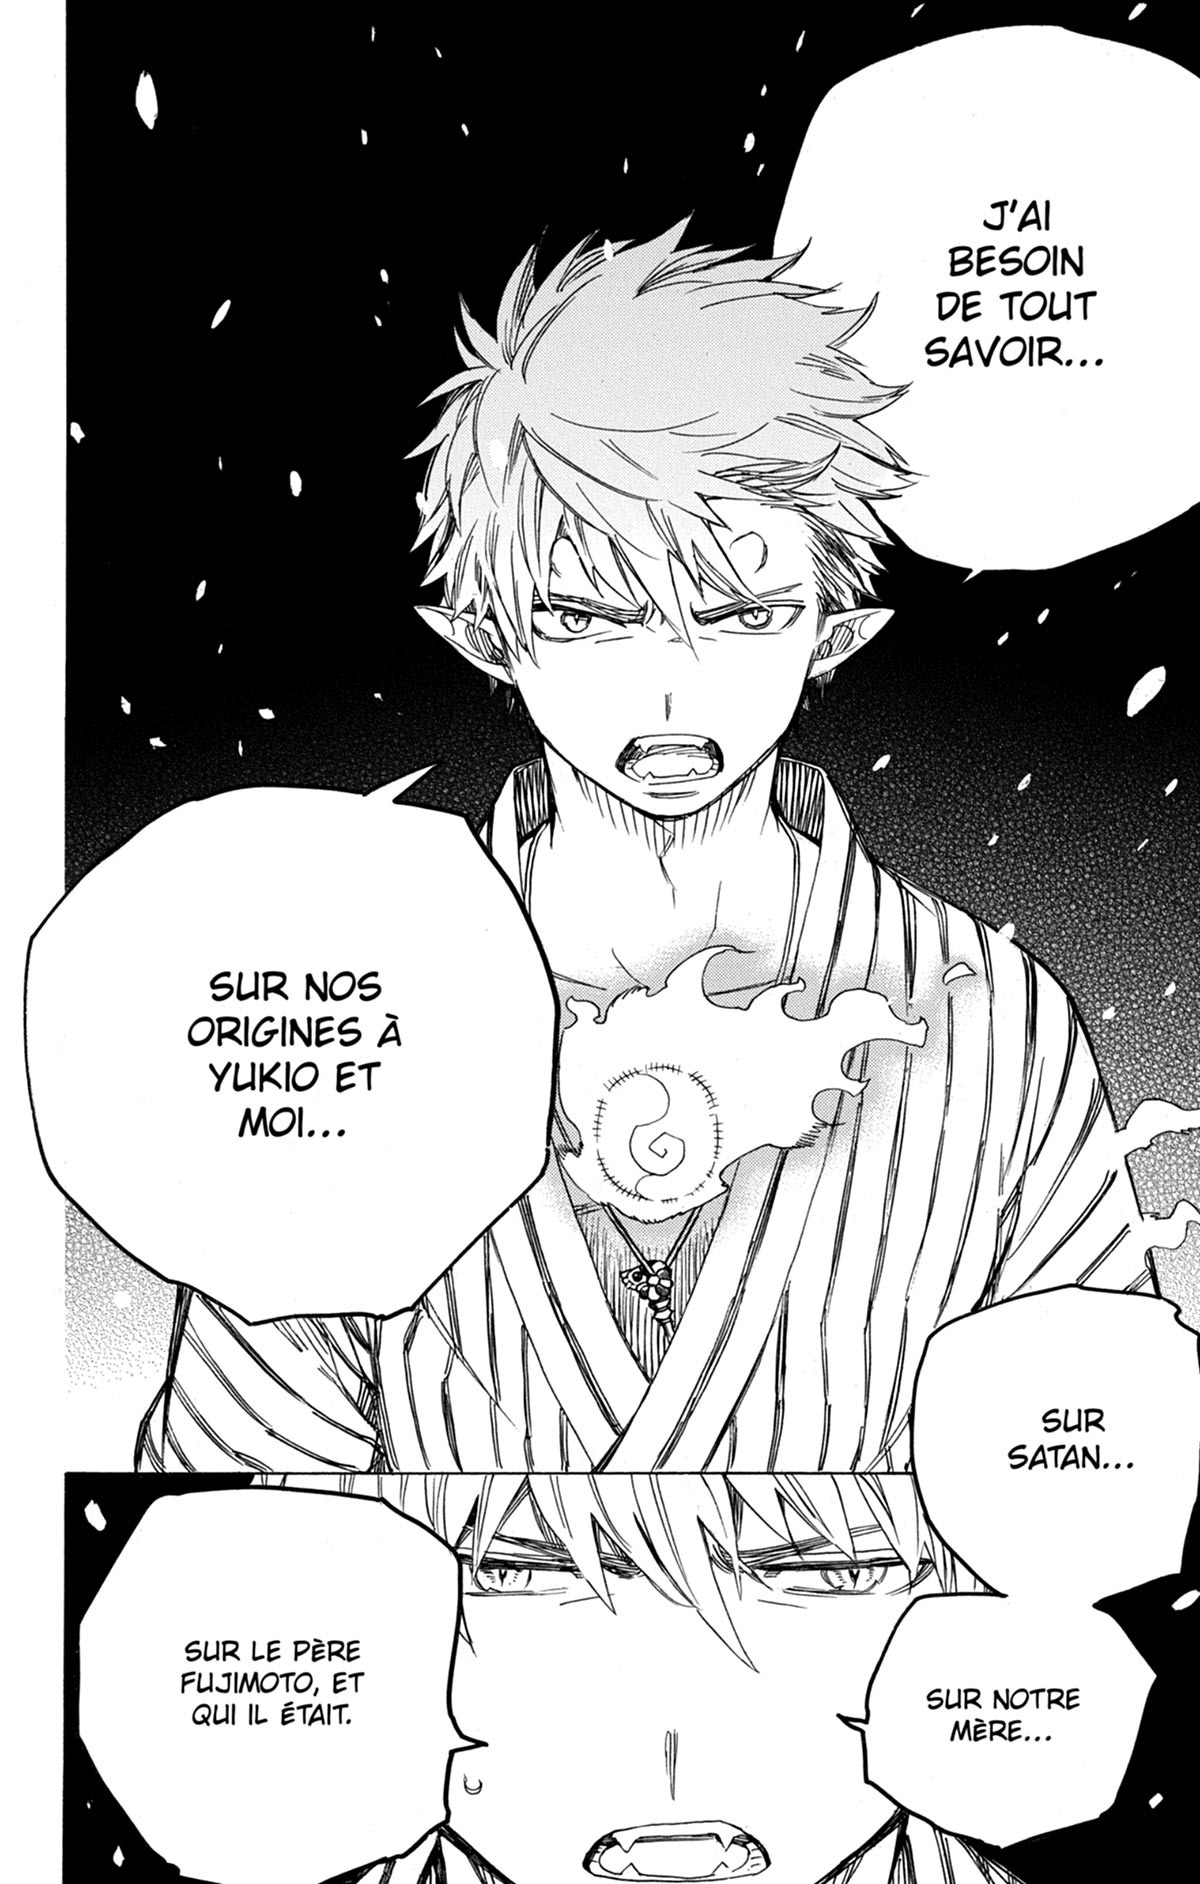 J'AI
BESOIN
DE TOUT
SAVOIR...
SUR NOS
ORIGINES À
YUKIO ET
MOI...
SUR
SATAN...
SUR NOTRE
MÈRE...
SUR LE PÈRE
FUJIMOTO, ET
QUI IL ÉTAIT.